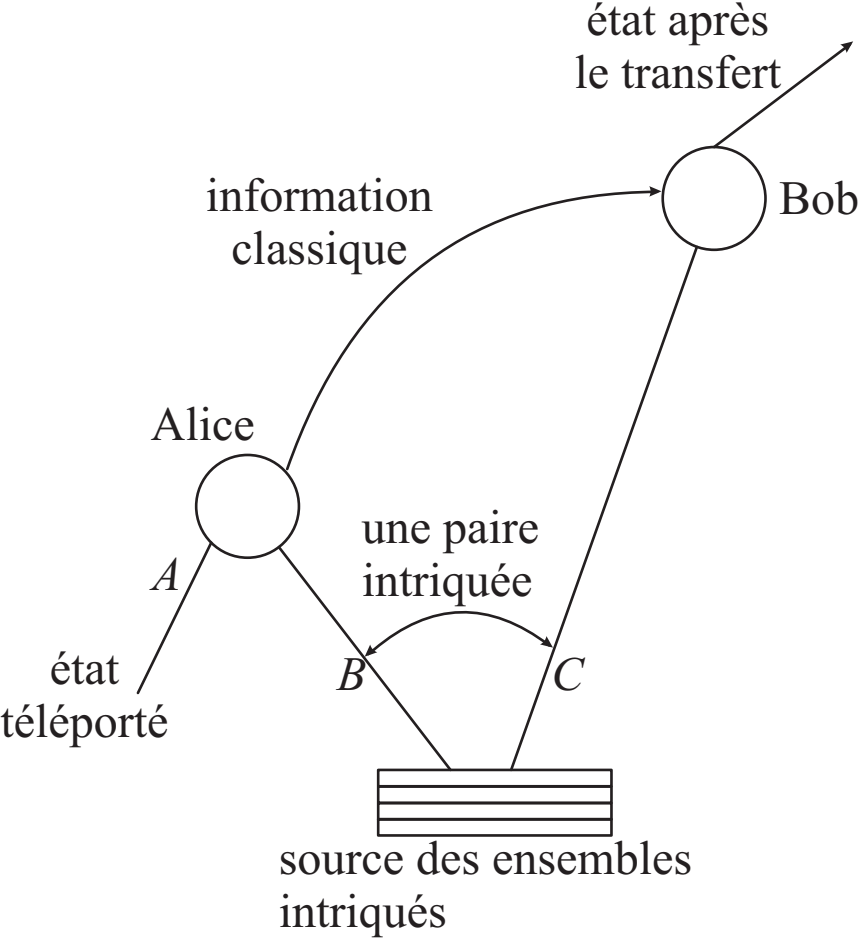 état après
le transfert
information
classique
Bob
Alice
une paire
intriquée
A
B
C
état
téléporté
source des ensembles
intriqués